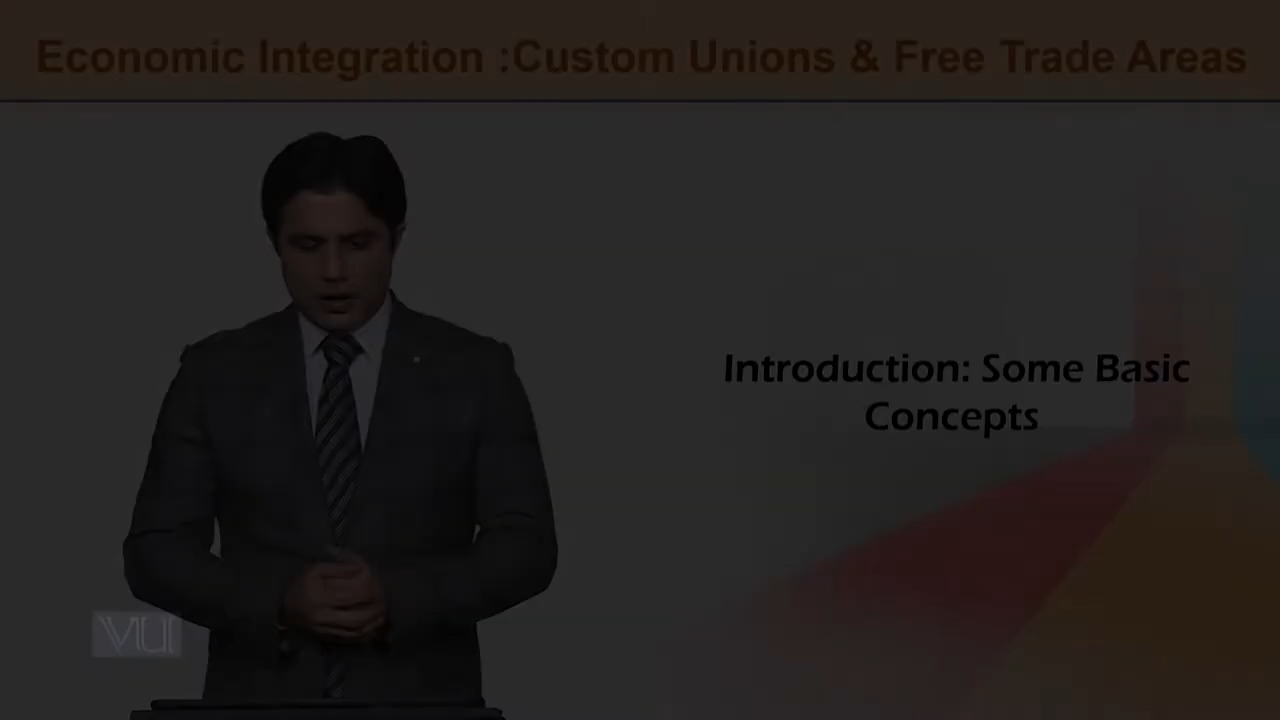 Economic Integration :Custom Unions & Free Trade Areas
Introduction: Some Basic
Concepts
VU